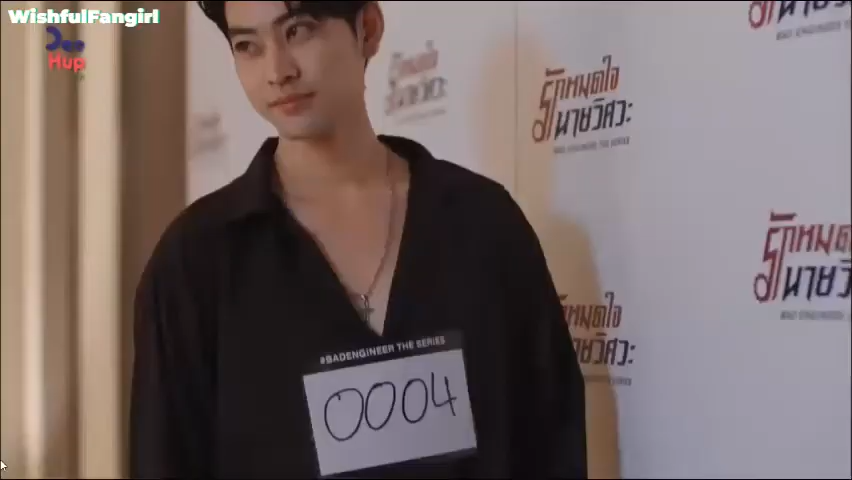 WishfulFangirl
Dee
Hup
รักหมดใจ
นายวิศวะ
BAD ENGINEER THE SERIES
รักหมดใจ
นายวิศวะ
#BADENGINEER THE SERIES
0004